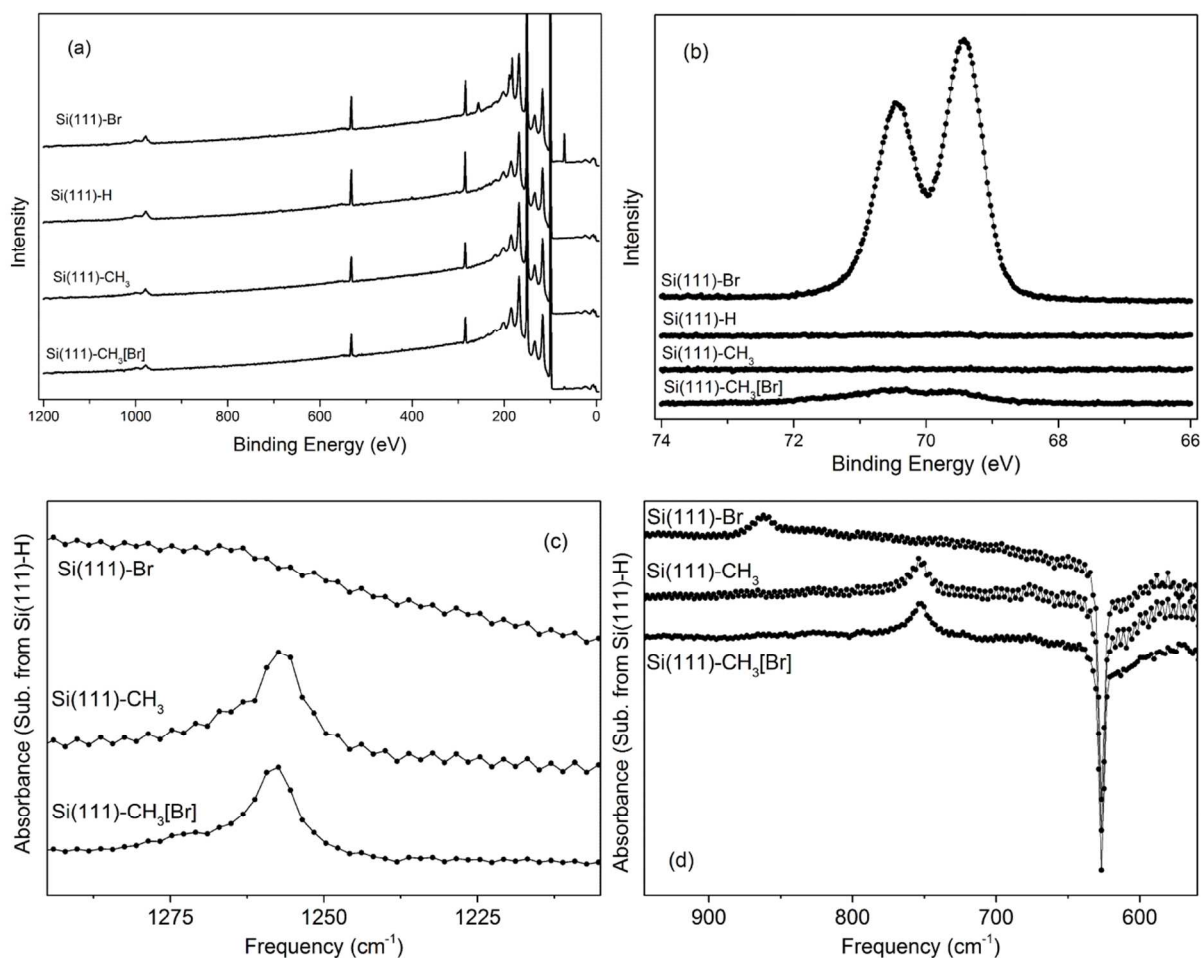 (a)
Si(111)-Br
Si(111)-H
Si(111)-CH₃
Si(111)-CH₃[Br]
Intensity
1200 1000 800 600 400 200 0
Binding Energy (eV)
(b)
Si(111)-Br
Si(111)-H
Si(111)-CH₃
Si(111)-CH₃[Br]
Intensity
74 72 70 68 66
Binding Energy (eV)
(c)
Si(111)-Br
Si(111)-CH₃
Si(111)-CH₃[Br]
Absorbance (Sub. from Si(111)-H)
1275 1250 1225
Frequency (cm⁻¹)
Si(111)-Br
Si(111)-CH₃
Si(111)-CH₃[Br]
(d)
Absorbance (Sub. from Si(111)-H)
900 800 700 600
Frequency (cm⁻¹)